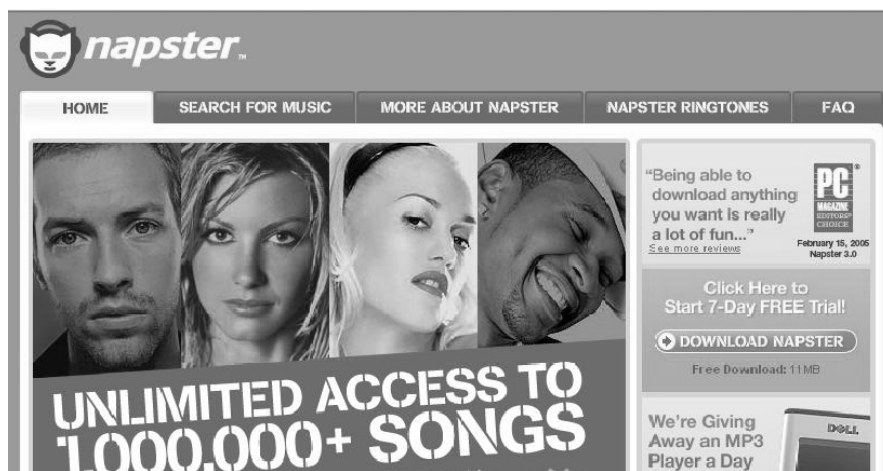 napster™
HOME
SEARCH FOR MUSIC
MORE ABOUT NAPSTER
NAPSTER RINGTONES
FAQ
UNLIMITED ACCESS TO
1,000,000+ SONGS
"Being able to
download anything
you want is really
a lot of fun..."
See more reviews
PC®
MAGAZINE
EDITORS'
CHOICE
February 15, 2005
Napster 3.0
Click Here to
Start 7-Day FREE Trial!
DOWNLOAD NAPSTER
Free Download: 11MB
We're Giving
Away an MP3
Player a Day
DELL